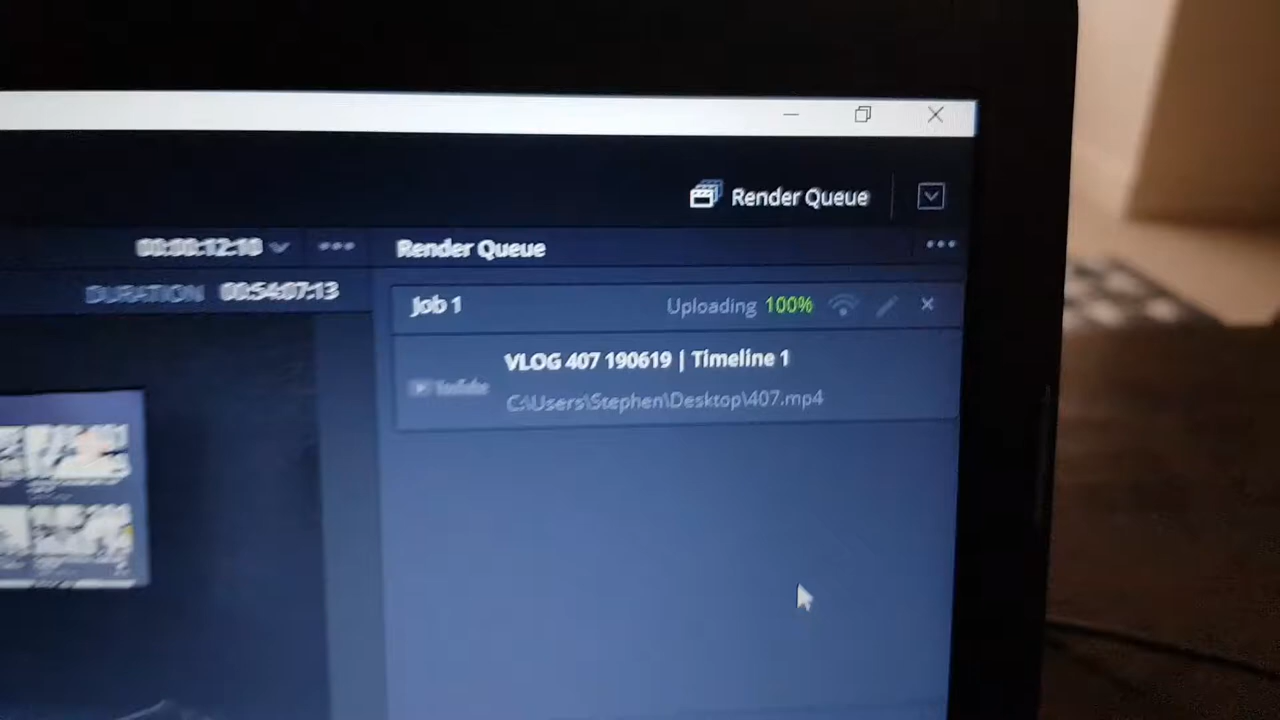 Render Queue
Render Queue
DURATION 00:54:07:13
Job 1 Uploading 100%
VLOG 407 190619 | Timeline 1
YouTube
C:\Users\Stephen\Desktop\407.mp4